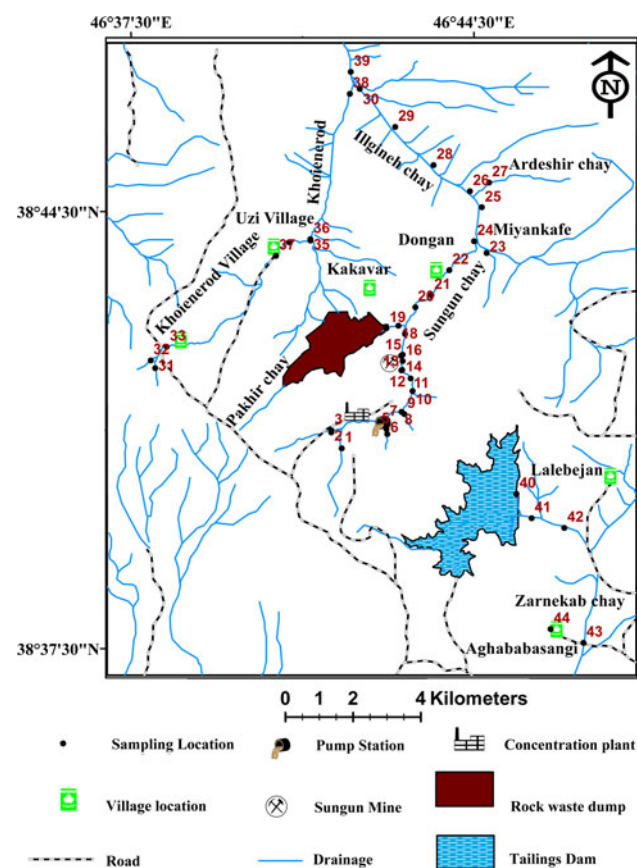 46°37'30"E 46°44'30"E
39
38
30
29
Khoienerod
Illgineh chay
28
27
Ardeshir chay
26
25
38°44'30"N
Uzi Village
36
24
Miyankafe
37
35
Dongan
23
22
Khoienerod Village
Kakavar
21
Sungun chay
20
19
18
33
15
16
32
13
14
31
12
11
Pakhir chay
10
9
3
7
8
5
6
2
1
Lalebejan
40
41
42
Zarnekab chay
44
43
38°37'30"N
Aghababasangi
0 1 2 4 Kilometers
Sampling Location Pump Station Concentration plant
Village location Sungun Mine Rock waste dump
Road Drainage Tailings Dam
N